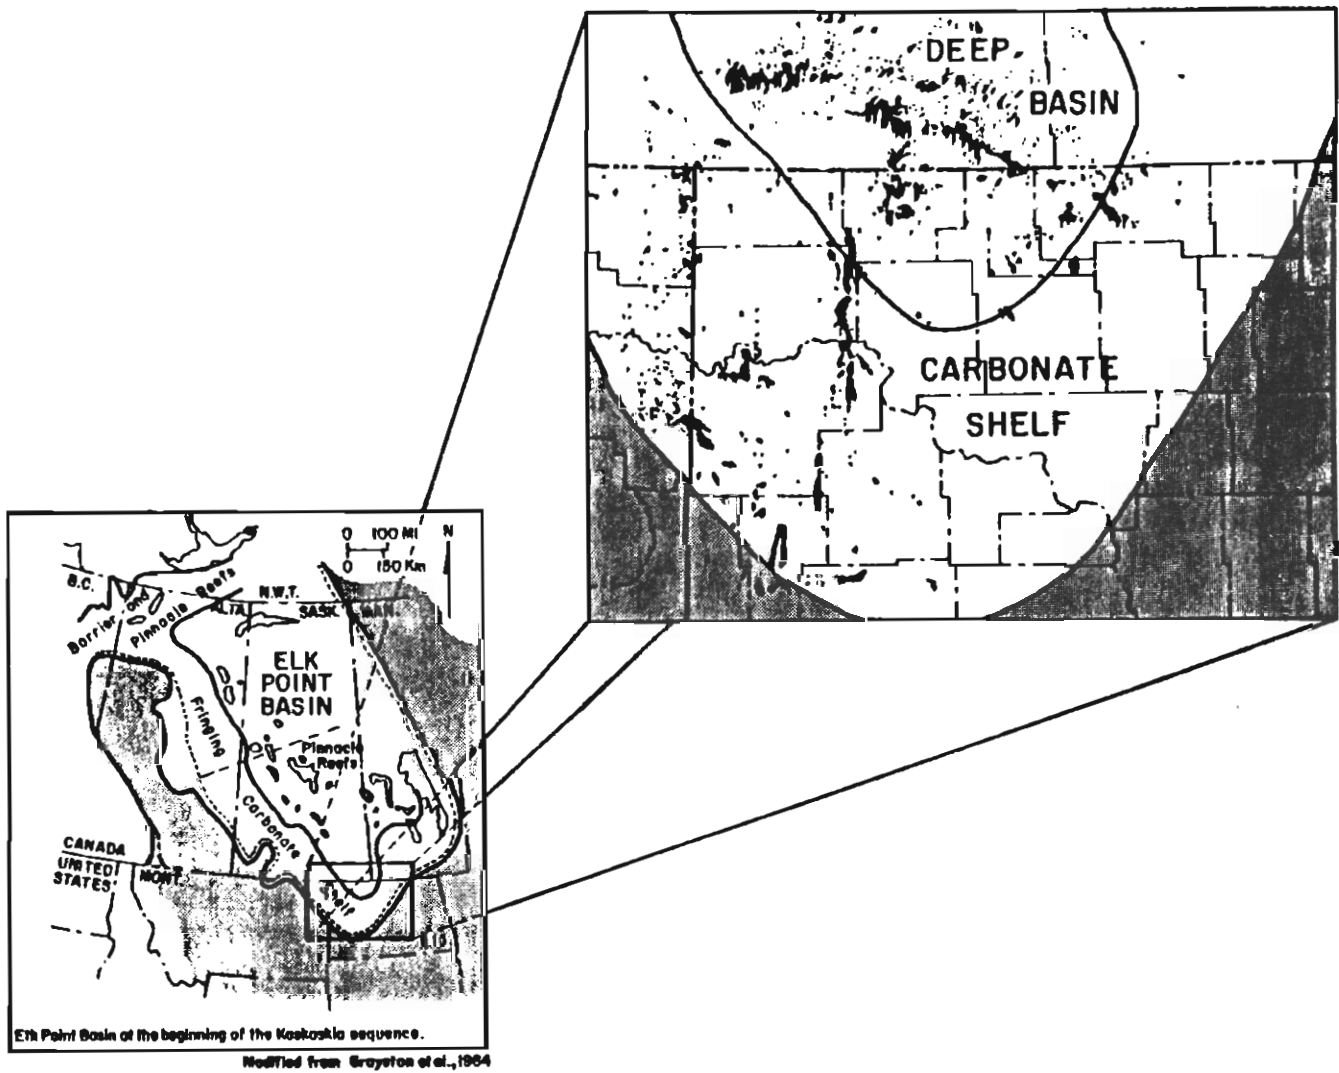 DEEP
BASIN
CARBONATE
SHELF
0 100 MI
0 150 Km
N
B.C.
N.W.T.
ALTA.
SASK.
MAN.
Barrier and
Pinnacle Reefs
ELK
POINT
BASIN
Fringing
Pinnacle
Reefs
Carbonate
Shelf
CANADA
UNITED
STATES
MONT.
Elk Point Basin at the beginning of the Kaskaskia sequence.
Modified from Grayston et al., 1964